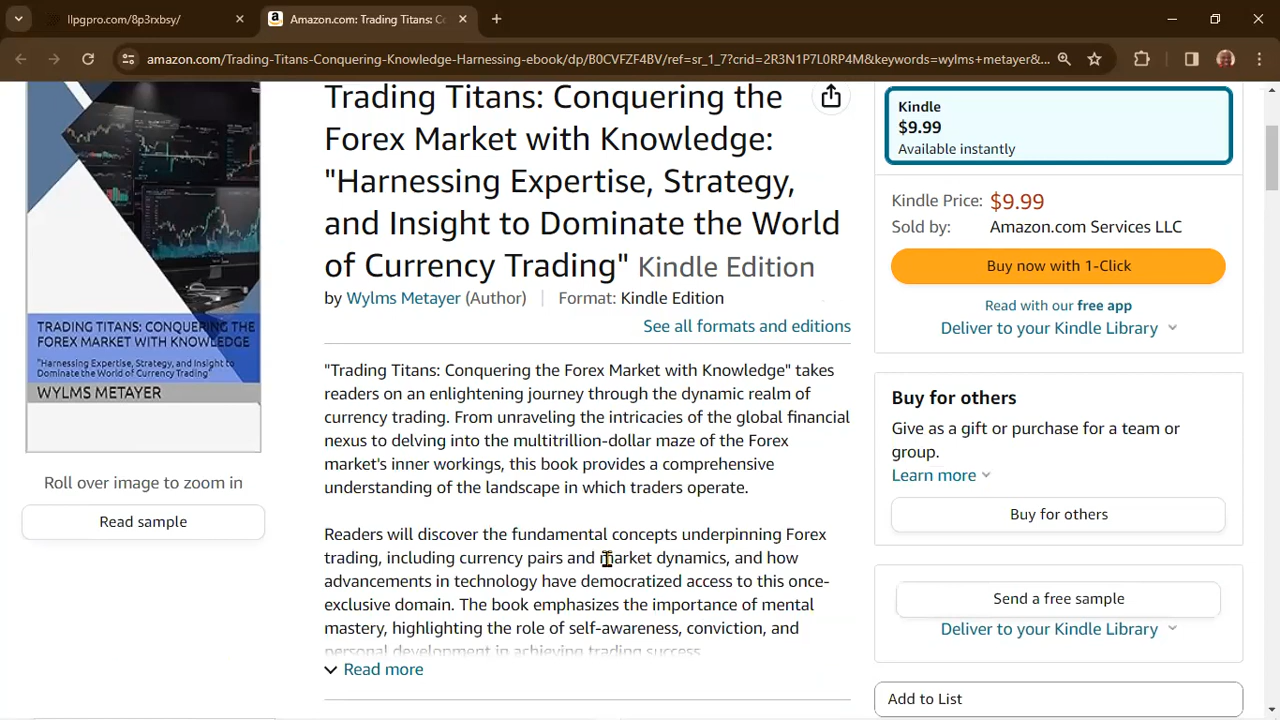 llpgpro.com/8p3rxbsy/
Amazon.com: Trading Titans: Co
amazon.com/Trading-Titans-Conquering-Knowledge-Harnessing-ebook/dp/B0CVFZF4BV/ref=sr_1_7?crid=2R3N1P7L0RP4M&keywords=wylms+metayer&...
TRADING TITANS: CONQUERING THE
FOREX MARKET WITH KNOWLEDGE
"Harnessing Expertise, Strategy, and Insight to
Dominate the World of Currency Trading"
WYLMS METAYER
Roll over image to zoom in
Read sample
Trading Titans: Conquering the
Forex Market with Knowledge:
"Harnessing Expertise, Strategy,
and Insight to Dominate the World
of Currency Trading" Kindle Edition
by Wylms Metayer (Author) Format: Kindle Edition
See all formats and editions
"Trading Titans: Conquering the Forex Market with Knowledge" takes
readers on an enlightening journey through the dynamic realm of
currency trading. From unraveling the intricacies of the global financial
nexus to delving into the multitrillion-dollar maze of the Forex
market's inner workings, this book provides a comprehensive
understanding of the landscape in which traders operate.
Readers will discover the fundamental concepts underpinning Forex
trading, including currency pairs and market dynamics, and how
advancements in technology have democratized access to this once-
exclusive domain. The book emphasizes the importance of mental
mastery, highlighting the role of self-awareness, conviction, and
personal development in achieving trading success.
Read more
Kindle
$9.99
Available instantly
Kindle Price: $9.99
Sold by: Amazon.com Services LLC
Buy now with 1-Click
Read with our free app
Deliver to your Kindle Library
Buy for others
Give as a gift or purchase for a team or
group.
Learn more
Buy for others
Send a free sample
Deliver to your Kindle Library
Add to List